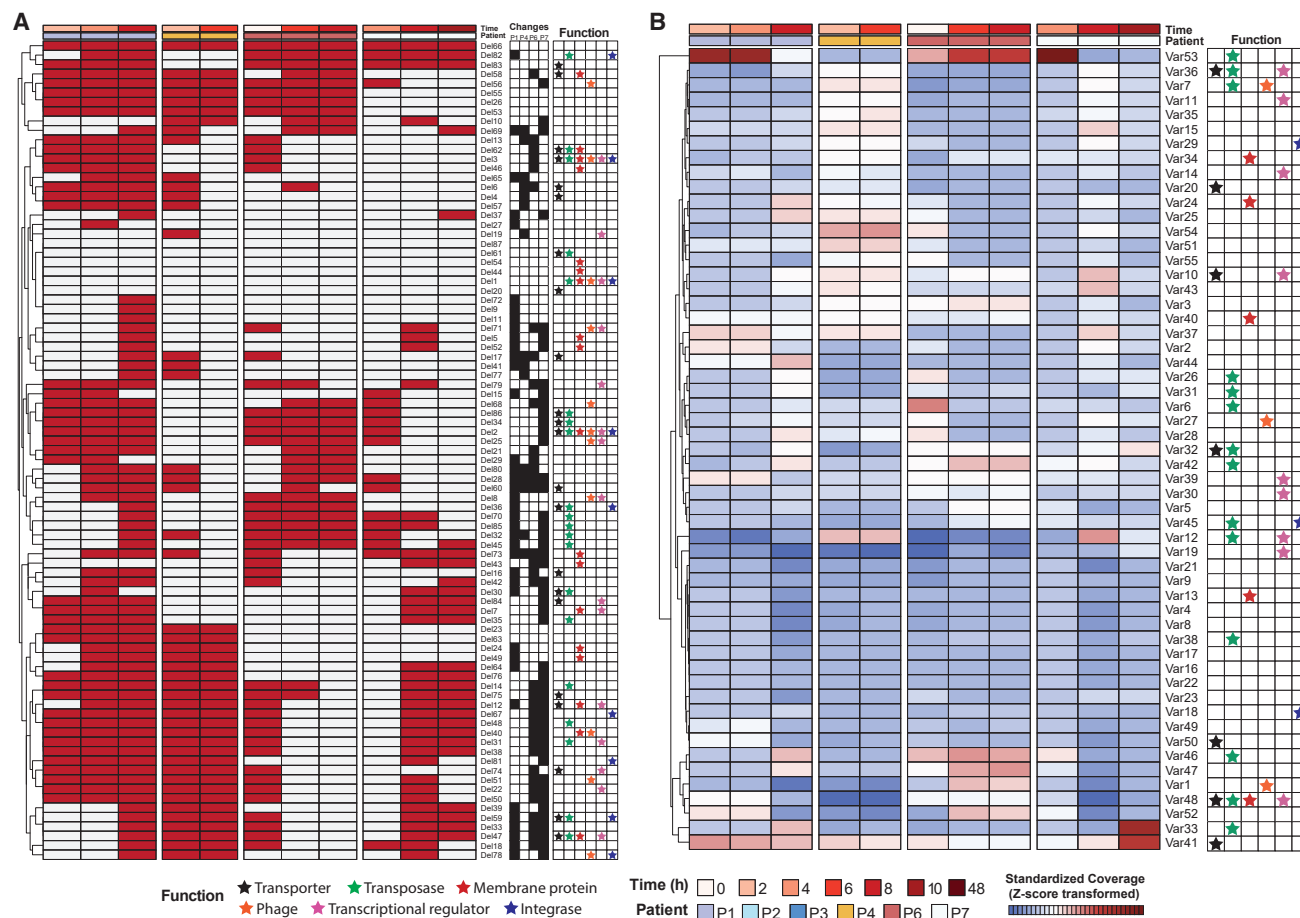 A
B
Time
Patient
Changes
P1 P4 P6 P7
Function
Del66
Del82
Del83
Del58
Del56
Del55
Del26
Del53
Del10
Del69
Del13
Del62
Del3
Del46
Del65
Del6
Del4
Del57
Del37
Del27
Del19
Del87
Del61
Del54
Del44
Del1
Del20
Del72
Del9
Del11
Del71
Del5
Del52
Del17
Del41
Del77
Del79
Del15
Del68
Del86
Del34
Del2
Del25
Del21
Del29
Del80
Del28
Del60
Del8
Del36
Del70
Del85
Del32
Del45
Del73
Del43
Del16
Del42
Del30
Del84
Del7
Del35
Del23
Del63
Del24
Del49
Del64
Del76
Del14
Del75
Del12
Del67
Del48
Del40
Del31
Del38
Del81
Del74
Del51
Del22
Del50
Del39
Del59
Del33
Del47
Del18
Del78
Time
Patient
Function
Var53
Var36
Var7
Var11
Var35
Var15
Var29
Var34
Var14
Var20
Var24
Var25
Var54
Var51
Var55
Var10
Var43
Var3
Var40
Var37
Var2
Var44
Var26
Var31
Var6
Var27
Var28
Var32
Var42
Var39
Var30
Var5
Var45
Var12
Var19
Var21
Var9
Var13
Var4
Var8
Var38
Var17
Var16
Var22
Var23
Var18
Var49
Var50
Var46
Var47
Var1
Var48
Var52
Var33
Var41
Function
Transporter Transposase Membrane protein
Phage Transcriptional regulator Integrase
Time (h) 0 2 4 6 8 10 48
Patient P1 P2 P3 P4 P6 P7
Standardized Coverage
(Z-score transformed)